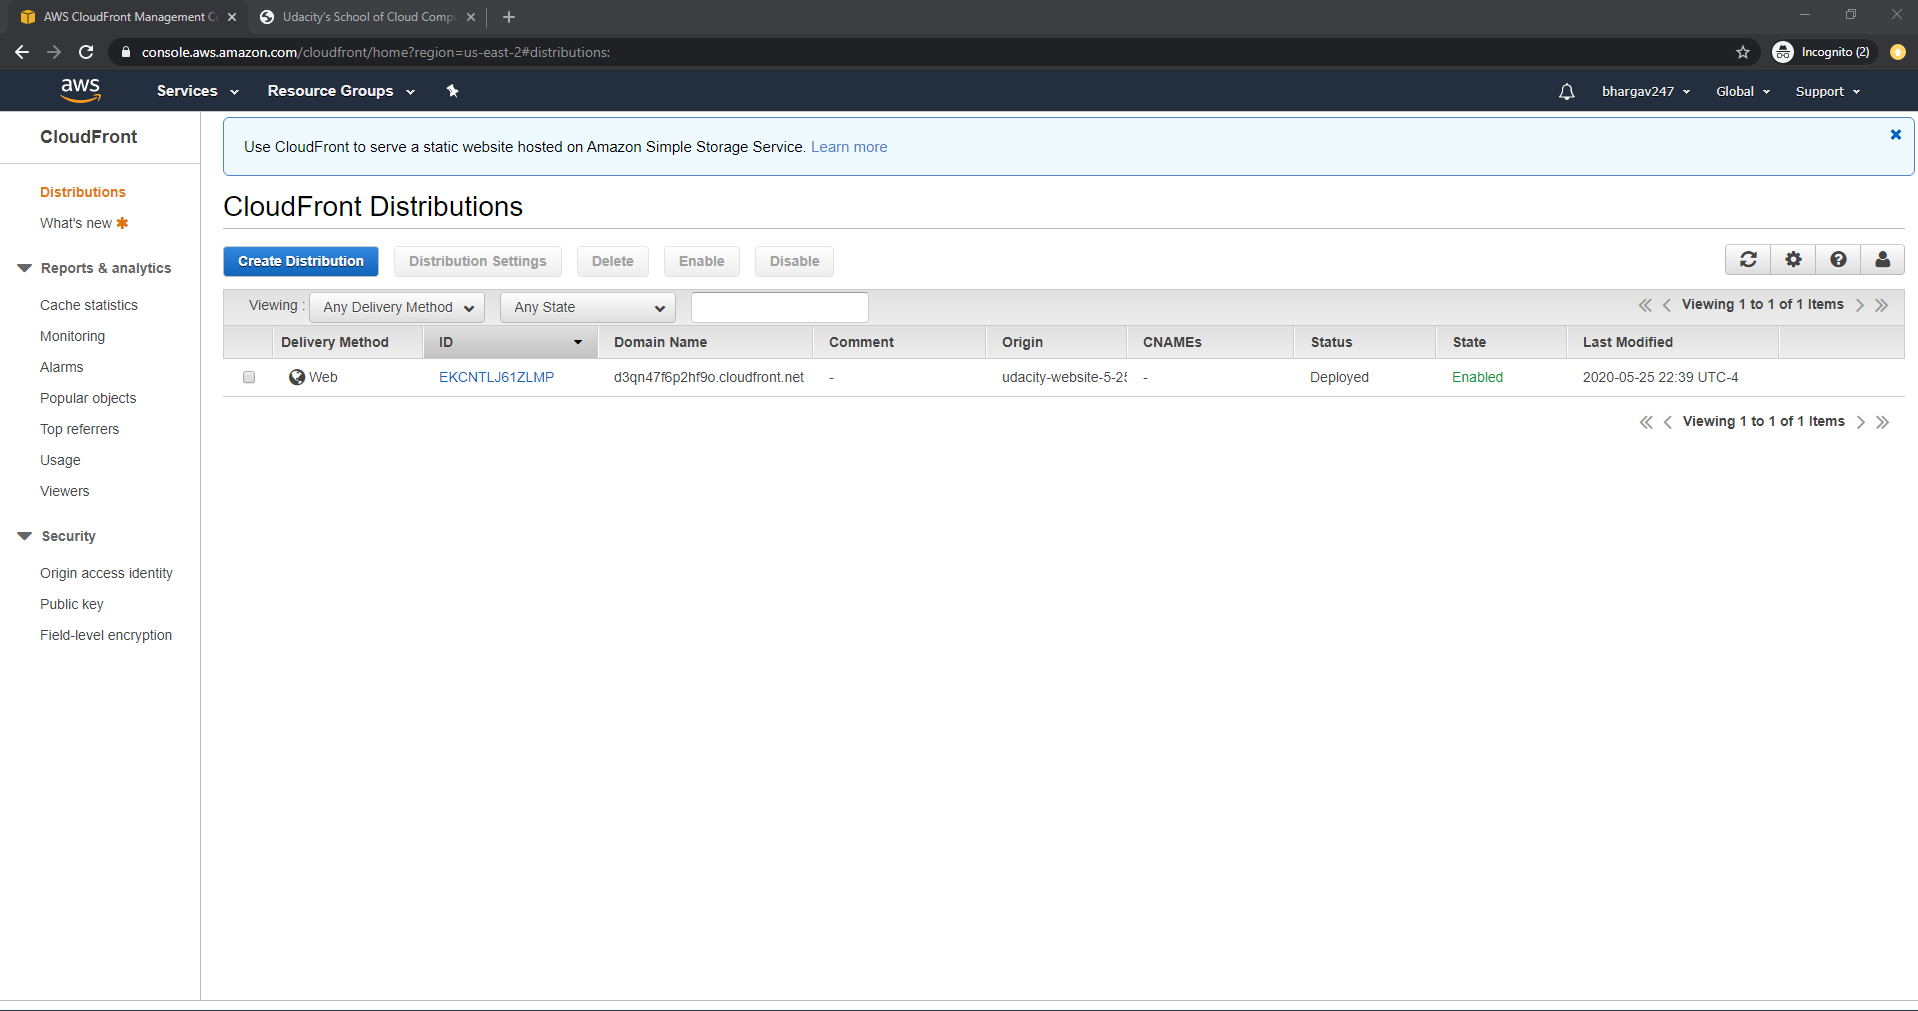 AWS CloudFront Management Co
Udacity's School of Cloud Compu
console.aws.amazon.com/cloudfront/home?region=us-east-2#distributions:
Incognito (2)
aws
Services
Resource Groups
bhargav247
Global
Support
CloudFront
Distributions
What's new
Reports & analytics
Cache statistics
Monitoring
Alarms
Popular objects
Top referrers
Usage
Viewers
Security
Origin access identity
Public key
Field-level encryption
Use CloudFront to serve a static website hosted on Amazon Simple Storage Service. Learn more
CloudFront Distributions
Create Distribution Distribution Settings Delete Enable Disable
Viewing : Any Delivery Method Any State Viewing 1 to 1 of 1 Items
Delivery Method ID Domain Name Comment Origin CNAMEs Status State Last Modified
Web EKCNTLJ61ZLMP d3qn47f6p2hf9o.cloudfront.net - udacity-website-5-25 - Deployed Enabled 2020-05-25 22:39 UTC-4
Viewing 1 to 1 of 1 Items